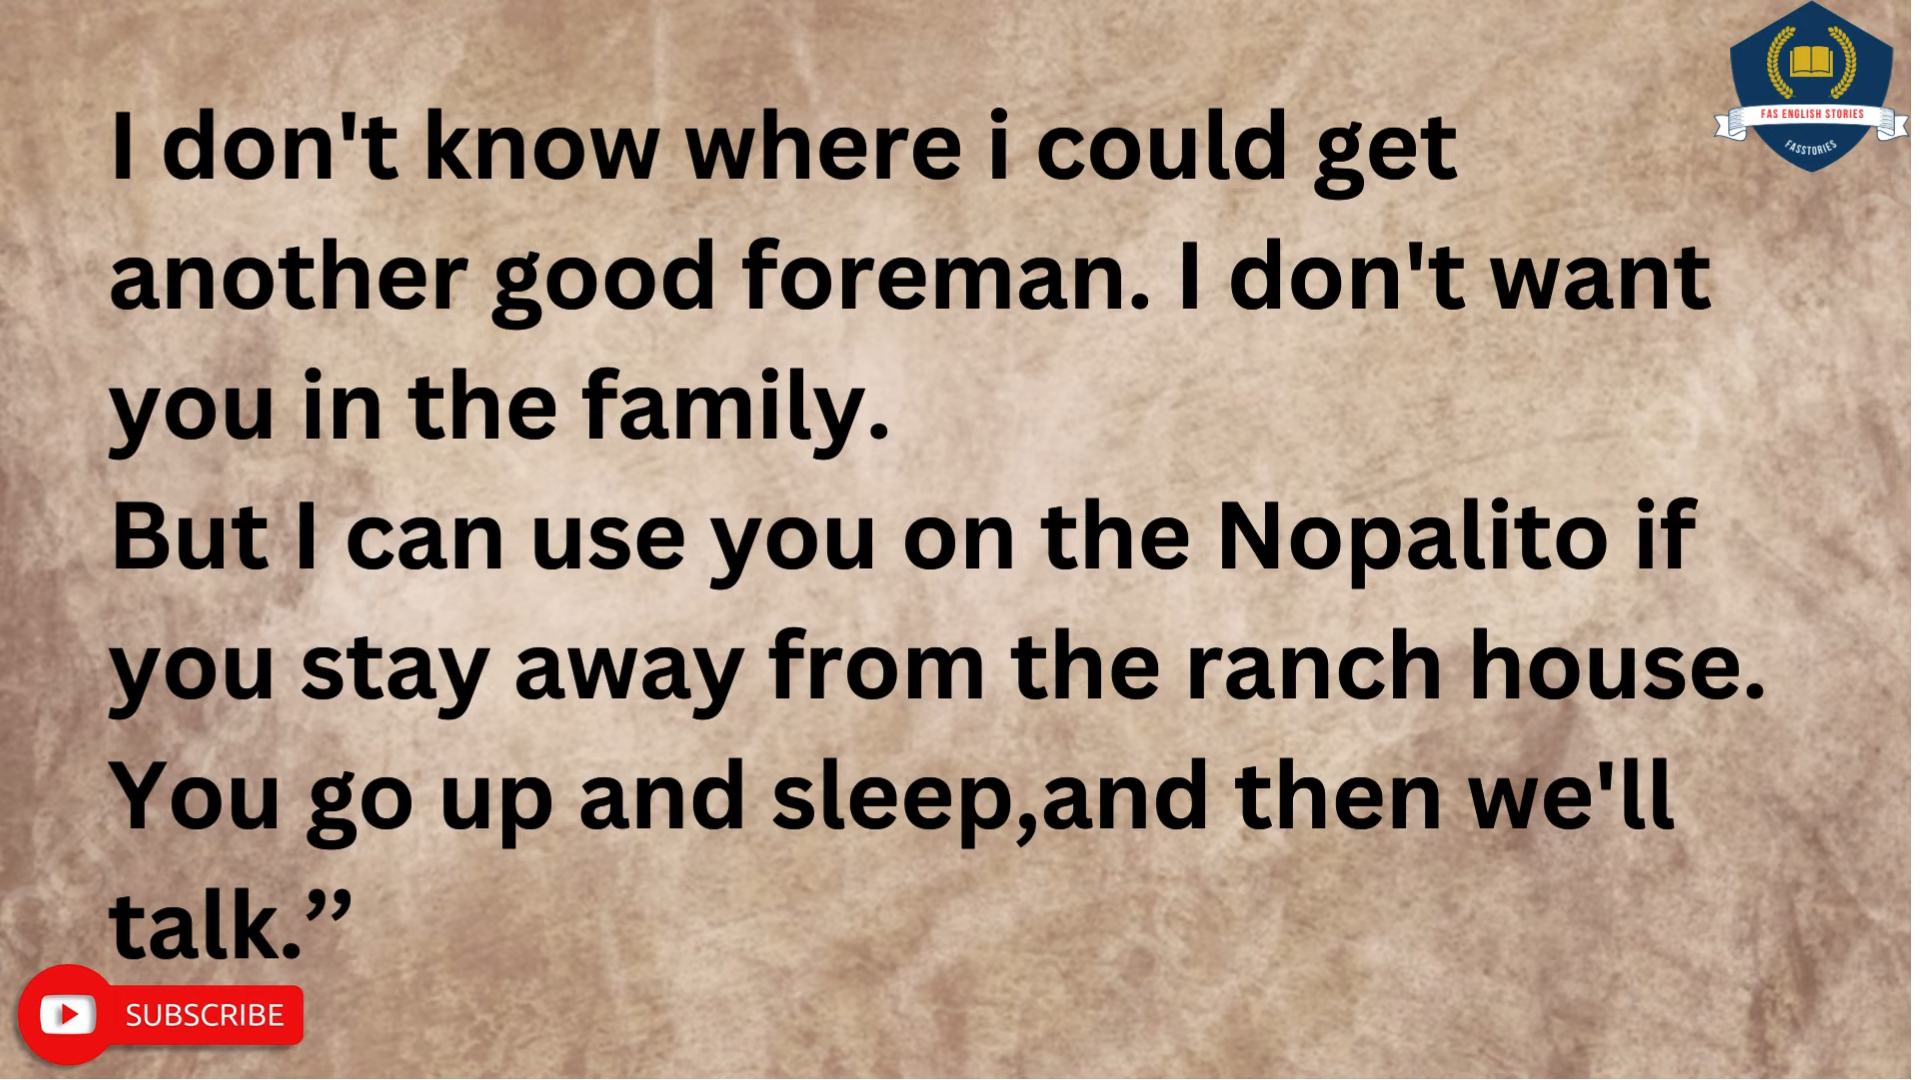 FAS ENGLISH STORIES
FASSTORIES
I don't know where i could get
another good foreman. I don't want
you in the family.
But I can use you on the Nopalito if
you stay away from the ranch house.
You go up and sleep,and then we'll
talk.”
SUBSCRIBE